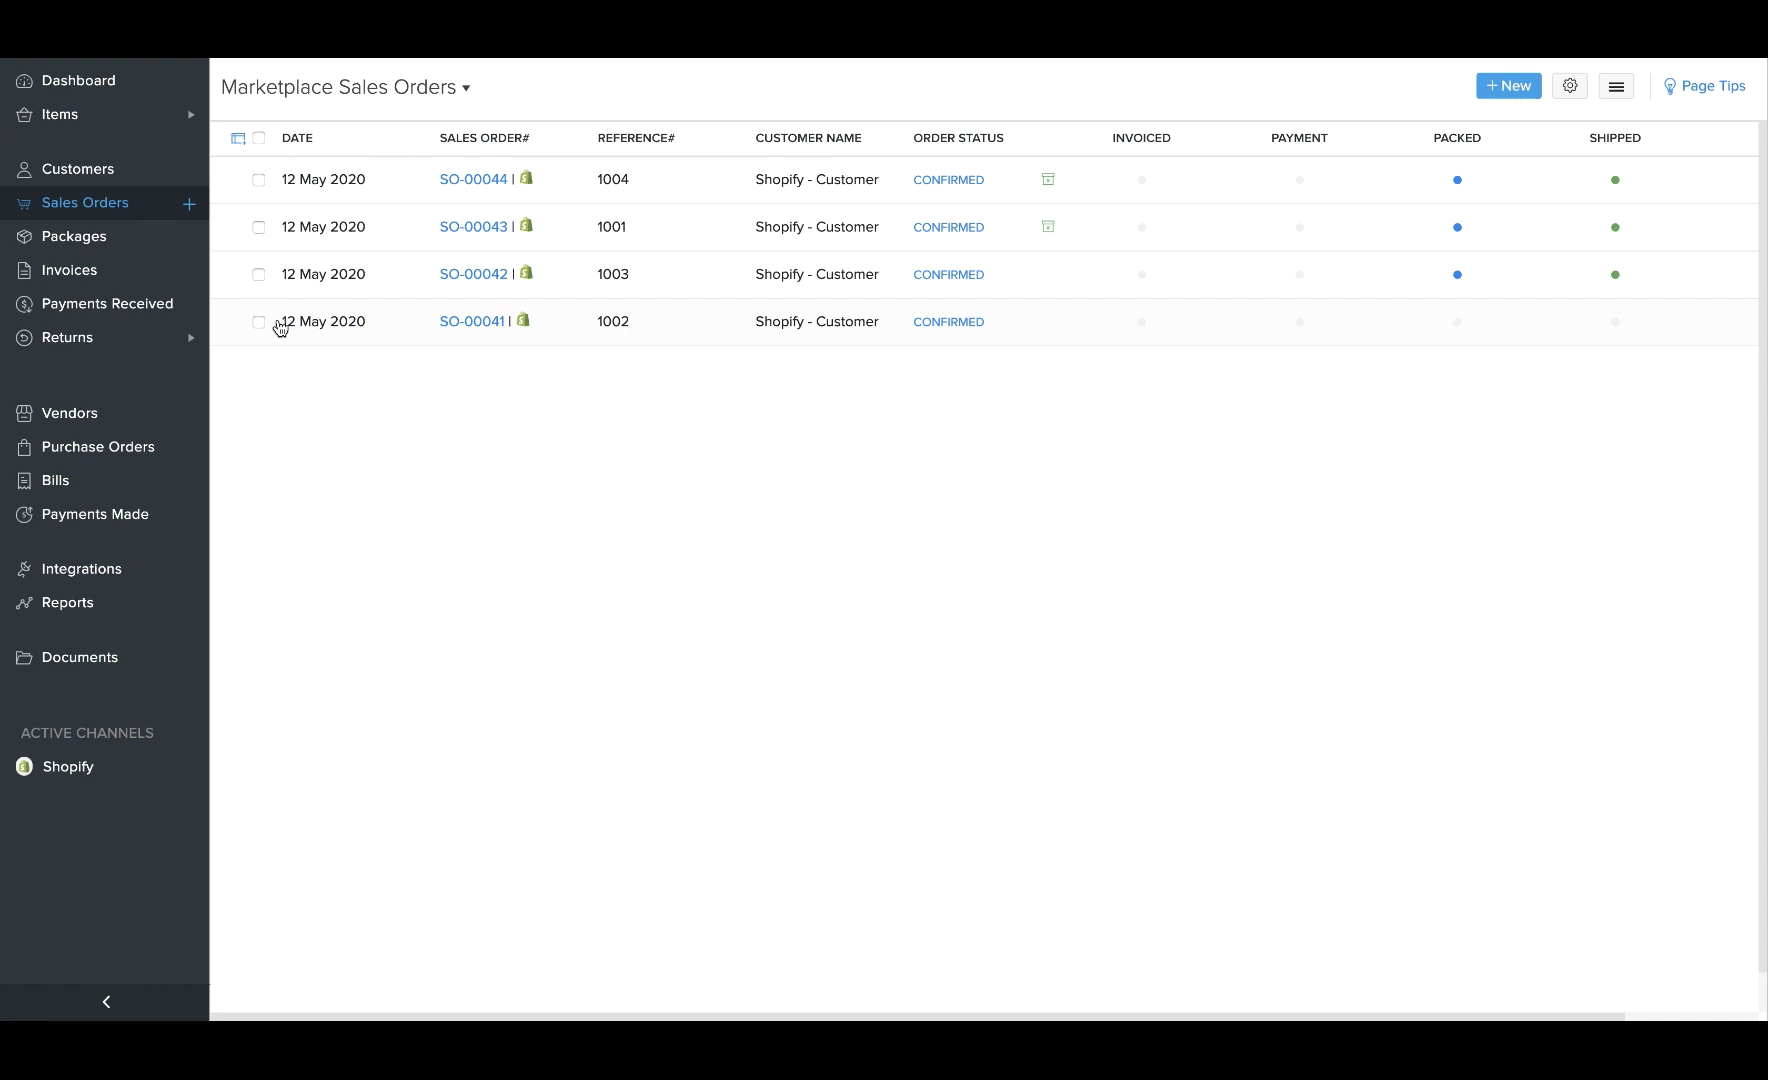 Dashboard
Items
Customers
Sales Orders
Packages
Invoices
Payments Received
Returns
Vendors
Purchase Orders
Bills
Payments Made
Integrations
Reports
Documents
ACTIVE CHANNELS
Shopify
Marketplace Sales Orders
+ New
Page Tips
DATE SALES ORDER# REFERENCE# CUSTOMER NAME ORDER STATUS INVOICED PAYMENT PACKED SHIPPED
12 May 2020 SO-00044 | 1004 Shopify - Customer CONFIRMED
12 May 2020 SO-00043 | 1001 Shopify - Customer CONFIRMED
12 May 2020 SO-00042 | 1003 Shopify - Customer CONFIRMED
12 May 2020 SO-00041 | 1002 Shopify - Customer CONFIRMED